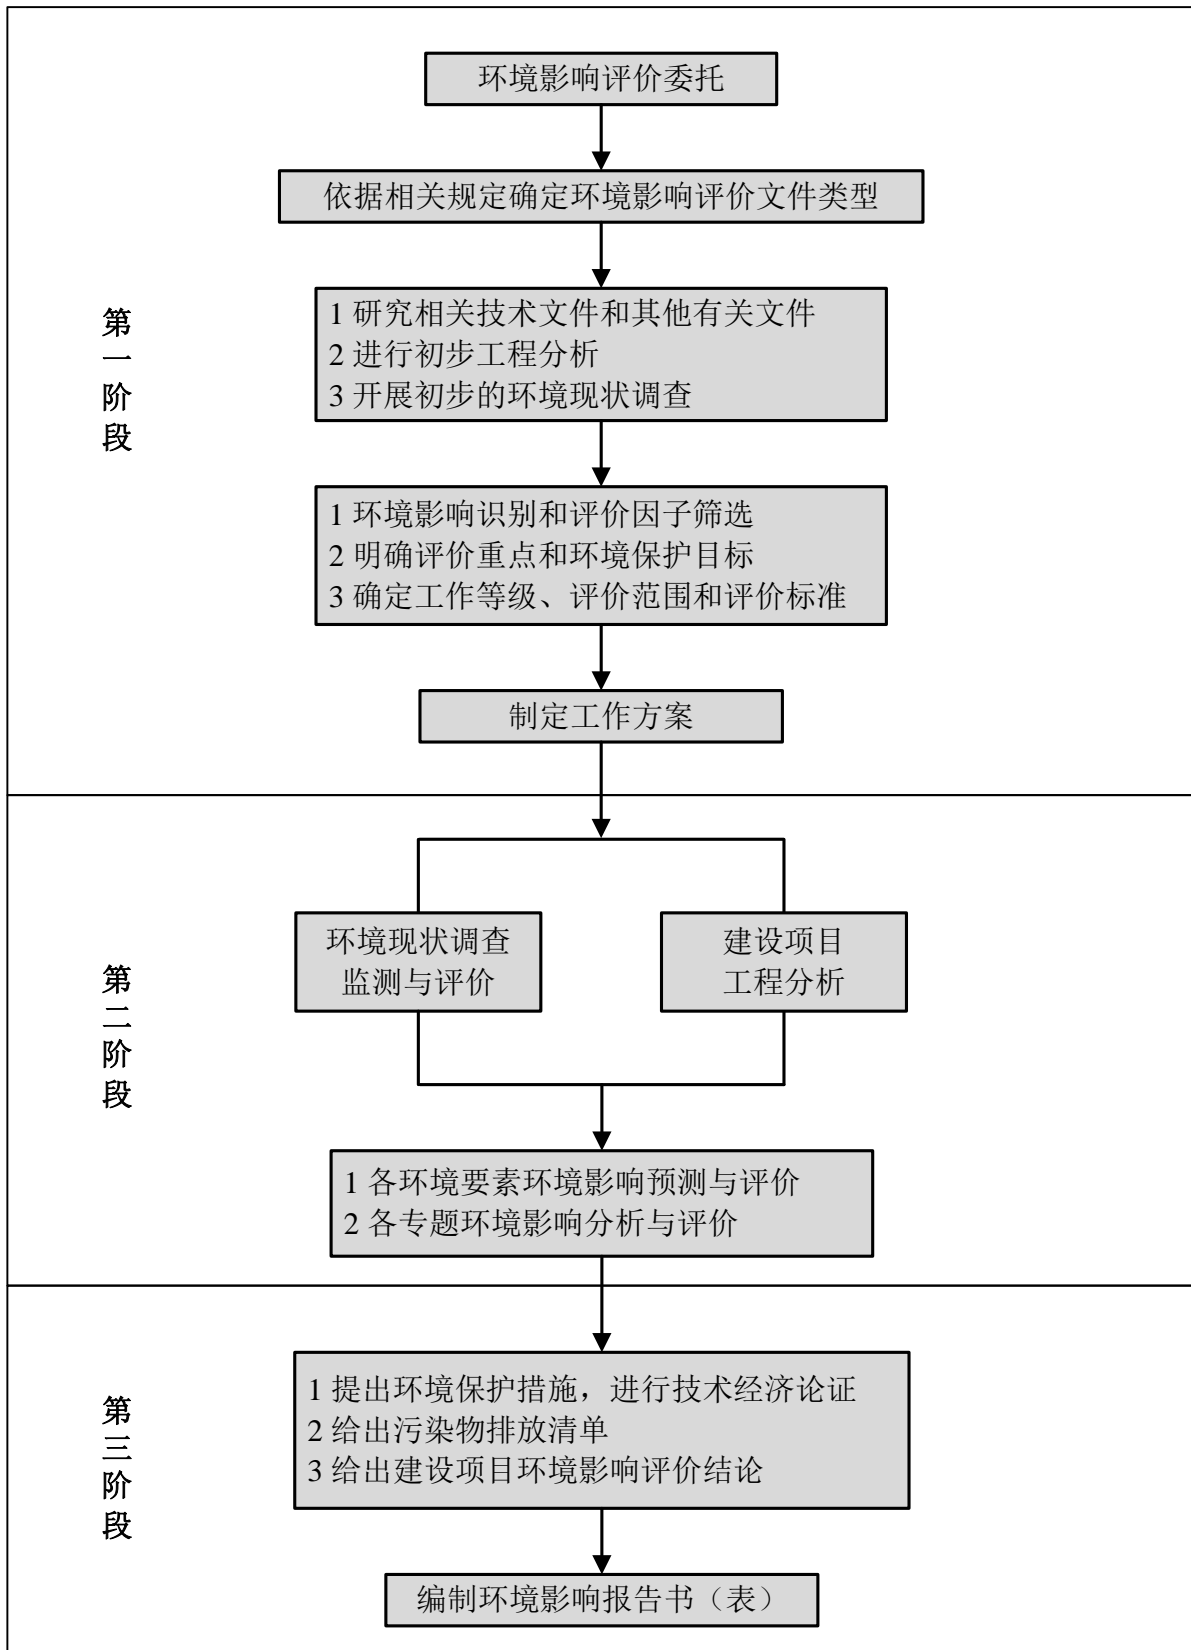 环境影响评价委托
依据相关规定确定环境影响评价文件类型
第一阶段
1 研究相关技术文件和其他有关文件
2 进行初步工程分析
3 开展初步的环境现状调查
1 环境影响识别和评价因子筛选
2 明确评价重点和环境保护目标
3 确定工作等级、评价范围和评价标准
制定工作方案
第二阶段
环境现状调查
监测与评价
建设项目
工程分析
1 各环境要素环境影响预测与评价
2 各专题环境影响分析与评价
第三阶段
1 提出环境保护措施，进行技术经济论证
2 给出污染物排放清单
3 给出建设项目环境影响评价结论
编制环境影响报告书（表）